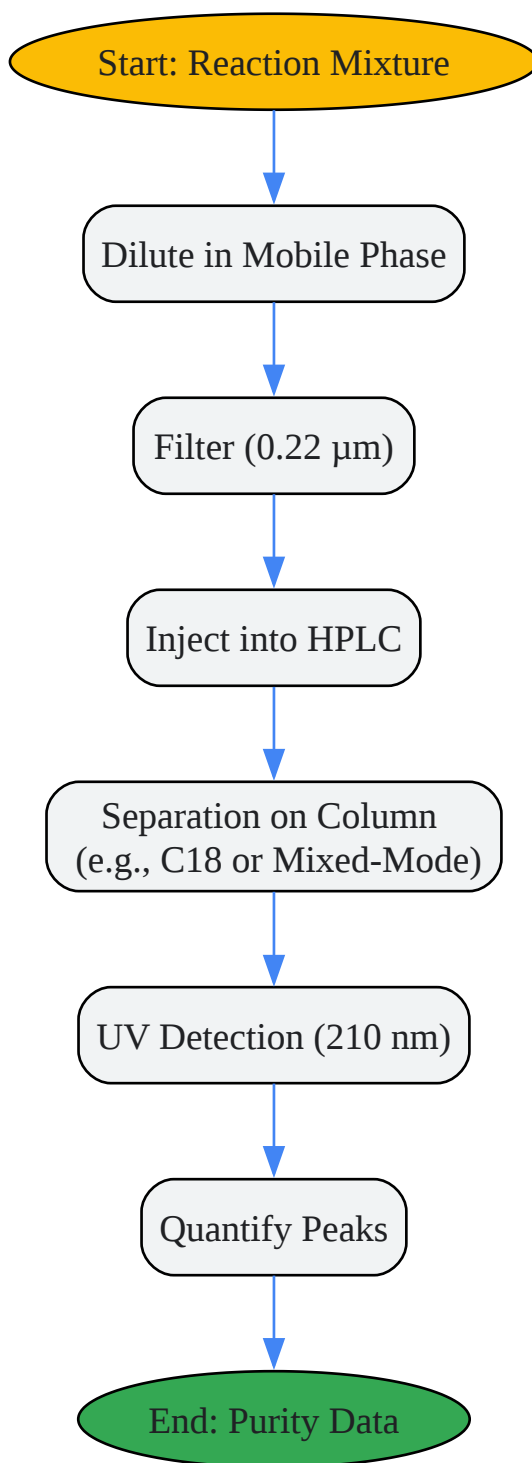 Start: Reaction Mixture
Dilute in Mobile Phase
Filter (0.22 µm)
Inject into HPLC
Separation on Column
(e.g., C18 or Mixed-Mode)
UV Detection (210 nm)
Quantify Peaks
End: Purity Data